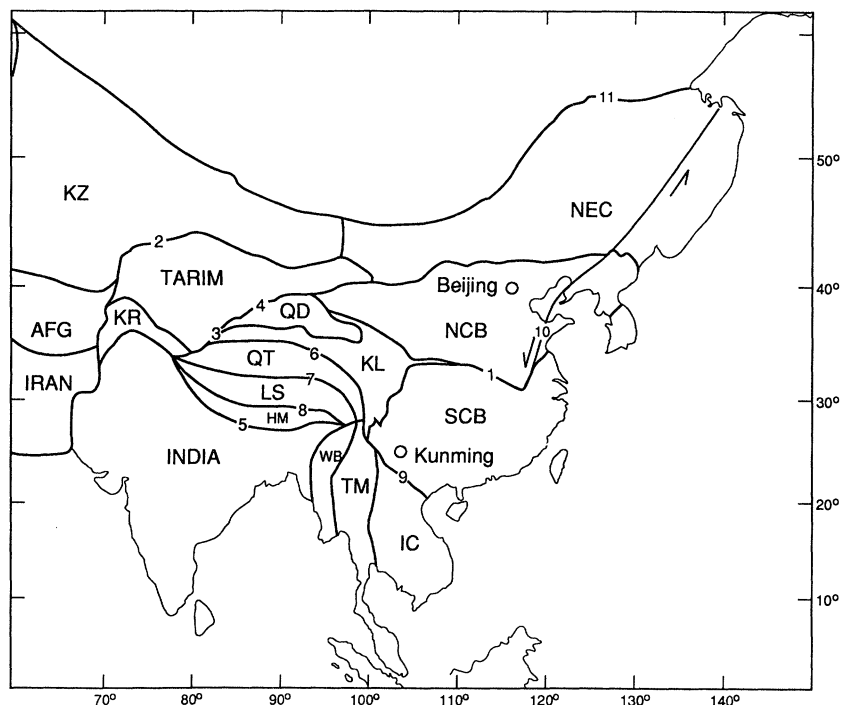 11
50°
KZ
NEC
2
TARIM
Beijing
40°
4
QD
KR
3
10
AFG
NCB
6
QT
KL
1
IRAN
7
LS
30°
8
HM
SCB
5
INDIA
WB
Kunming
9
TM
20°
IC
10°
70° 80° 90° 100° 110° 120° 130° 140°